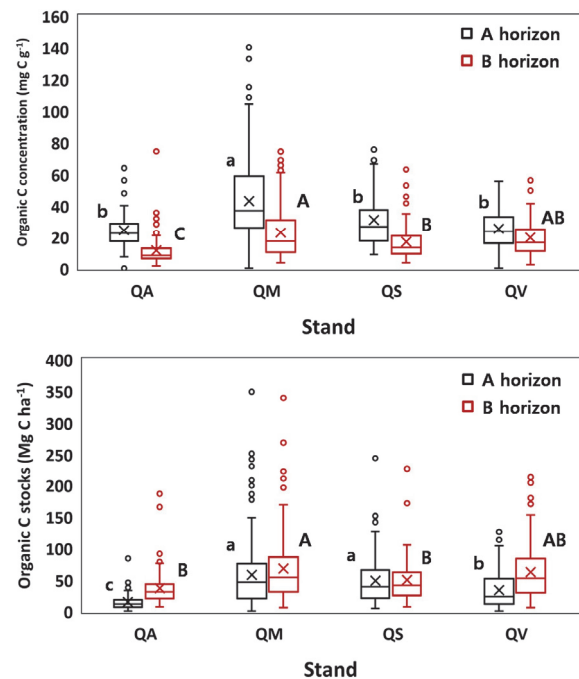 Organic C concentration (mg C g⁻¹)
160
140
120
100
80
60
40
20
0
A horizon
B horizon
b
C
a
A
b
B
b
AB
QA QM QS QV
Stand
Organic C stocks (Mg C ha⁻¹)
400
350
300
250
200
150
100
50
0
A horizon
B horizon
c
B
a
A
a
B
b
AB
QA QM QS QV
Stand